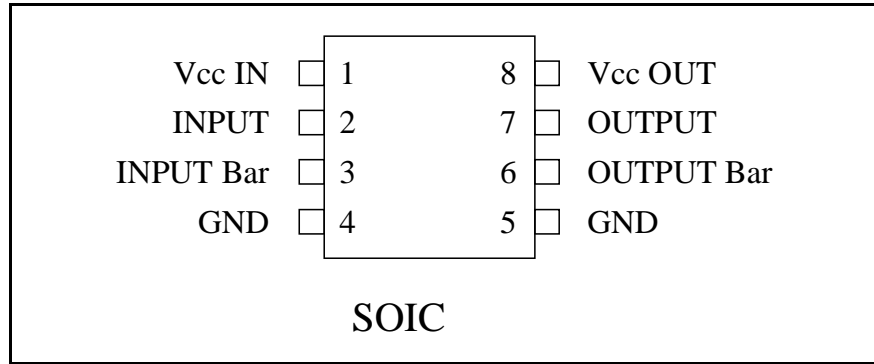 Vcc IN 1 8 Vcc OUT
INPUT 2 7 OUTPUT
INPUT Bar 3 6 OUTPUT Bar
GND 4 5 GND
SOIC